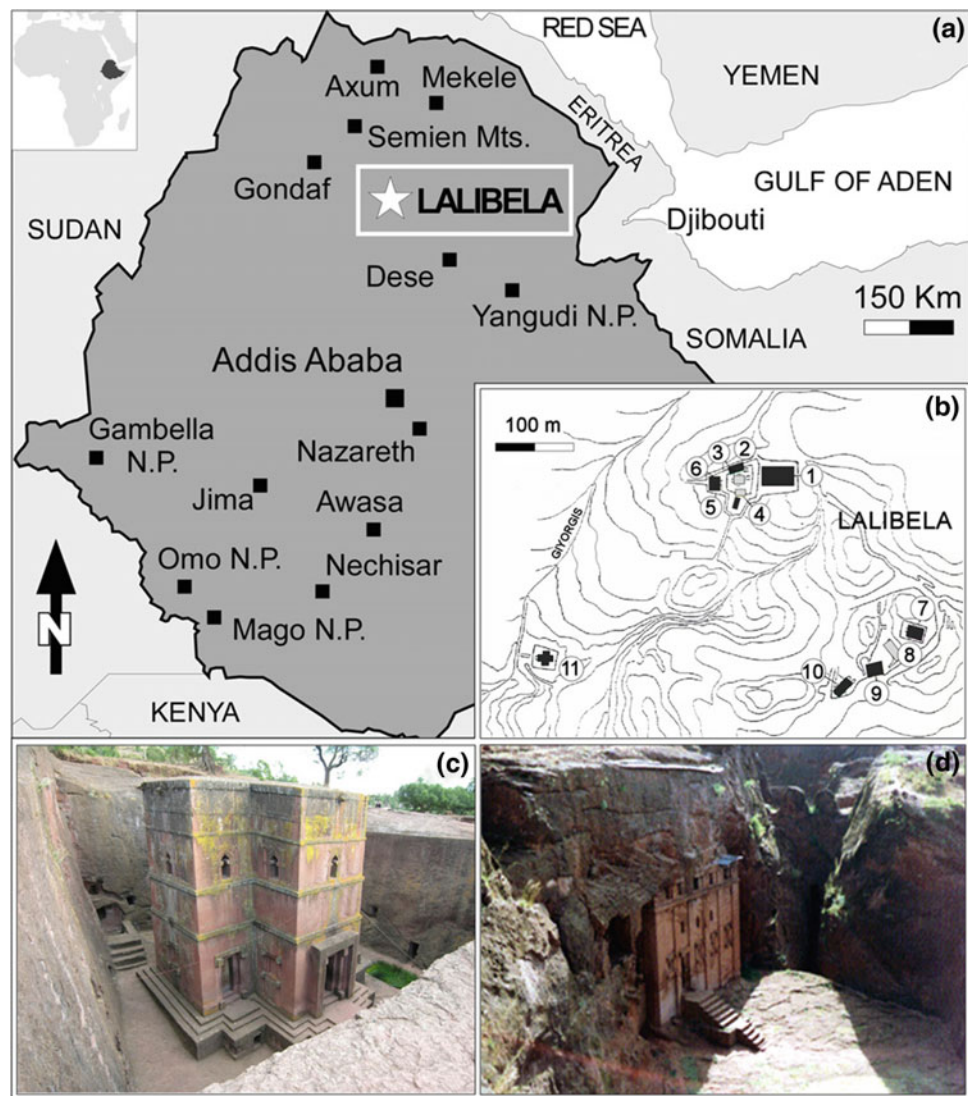 (a)
RED SEA
YEMEN
Axum
Mekele
ERITREA
Semien Mts.
Gondaf
GULF OF ADEN
LALIBELA
Djibouti
SUDAN
Dese
150 Km
Yangudi N.P.
SOMALIA
Addis Ababa
(b)
100 m
Gambella
N.P.
Nazareth
3 2
6
1
5
4
Jima
Awasa
LALIBELA
GIYORGIS
Omo N.P.
Nechisar
N
Mago N.P.
7
8
11
10
9
KENYA
(c)
(d)